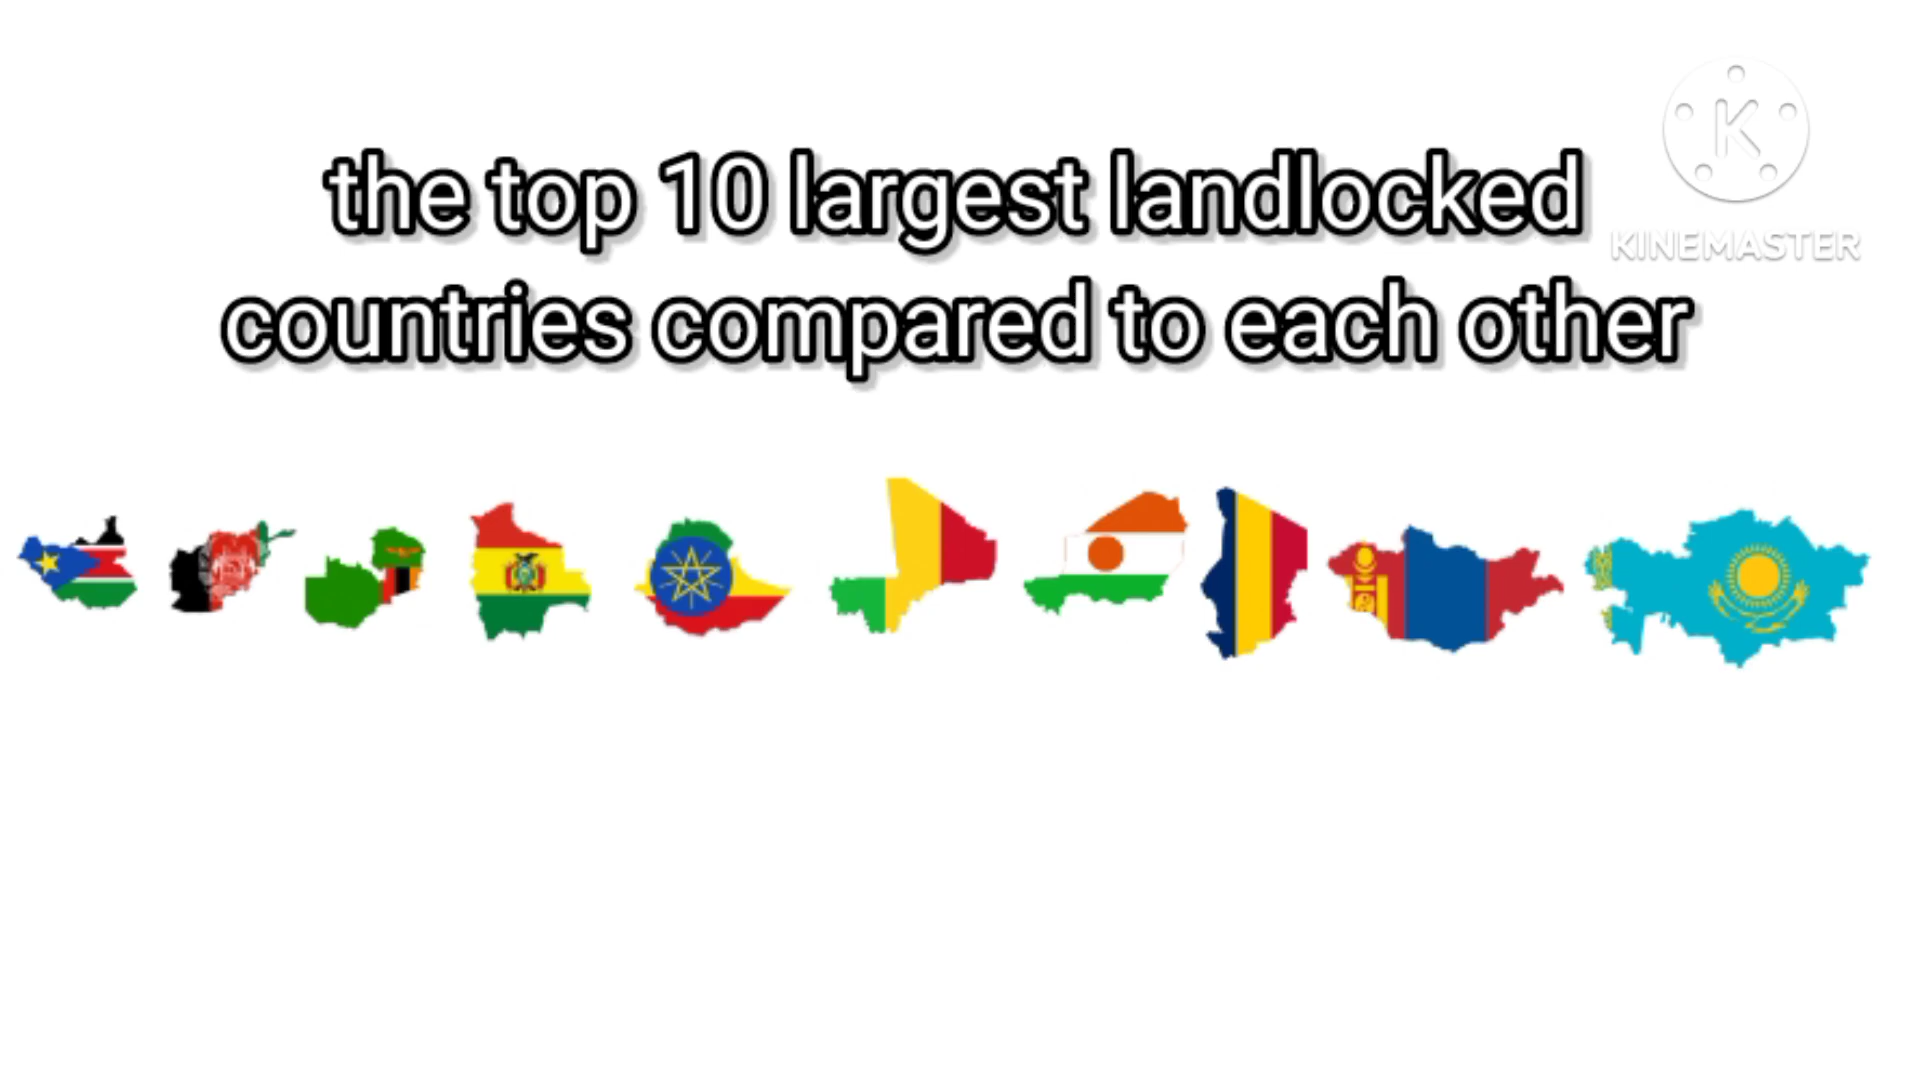 the top 10 largest landlocked
countries compared to each other
K
KINEMASTER